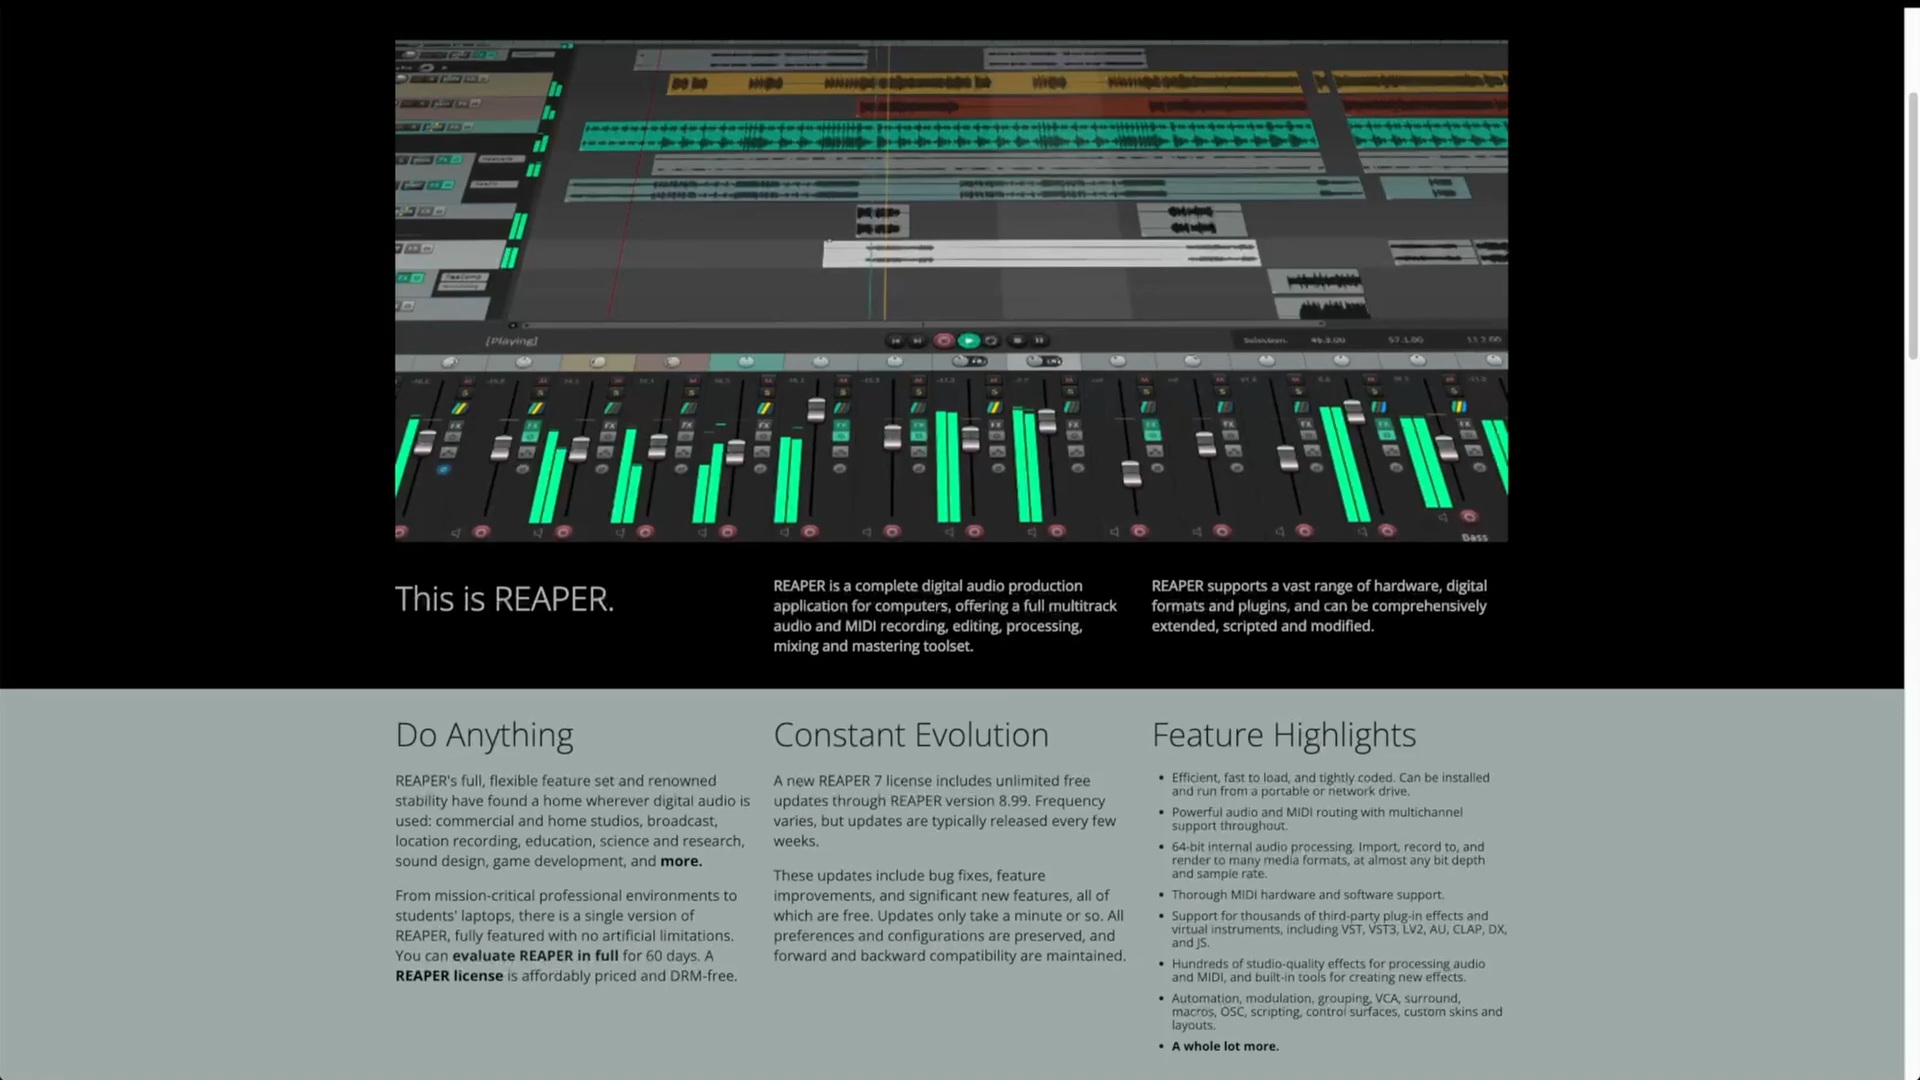 [Playing]
Selection:
Bass
This is REAPER.
REAPER is a complete digital audio production
application for computers, offering a full multitrack
audio and MIDI recording, editing, processing,
mixing and mastering toolset.
REAPER supports a vast range of hardware, digital
formats and plugins, and can be comprehensively
extended, scripted and modified.
Do Anything
REAPER's full, flexible feature set and renowned
stability have found a home wherever digital audio is
used: commercial and home studios, broadcast,
location recording, education, science and research,
sound design, game development, and more.
From mission-critical professional environments to
students' laptops, there is a single version of
REAPER, fully featured with no artificial limitations.
You can evaluate REAPER in full for 60 days. A
REAPER license is affordably priced and DRM-free.
Constant Evolution
A new REAPER 7 license includes unlimited free
updates through REAPER version 8.99. Frequency
varies, but updates are typically released every few
weeks.
These updates include bug fixes, feature
improvements, and significant new features, all of
which are free. Updates only take a minute or so. All
preferences and configurations are preserved, and
forward and backward compatibility are maintained.
Feature Highlights
• Efficient, fast to load, and tightly coded. Can be installed
and run from a portable or network drive.
• Powerful audio and MIDI routing with multichannel
support throughout.
• 64-bit internal audio processing. Import, record to, and
render to many media formats, at almost any bit depth
and sample rate.
• Thorough MIDI hardware and software support.
• Support for thousands of third-party plug-in effects and
virtual instruments, including VST, VST3, LV2, AU, CLAP, DX,
and JS.
• Hundreds of studio-quality effects for processing audio
and MIDI, and built-in tools for creating new effects.
• Automation, modulation, grouping, VCA, surround,
macros, OSC, scripting, control surfaces, custom skins and
layouts.
• A whole lot more.